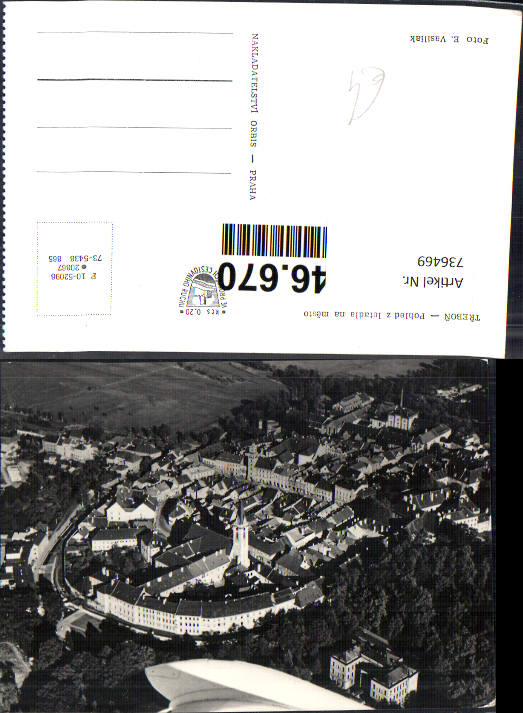 TŘEBOŇ — Pohled z letadla na město
Artikel Nr.
736469
46.670
Kčs 0.20
F 10-52096
20867
73-5438 865
NAKLADATELSTVÍ ORBIS — PRAHA
Foto E. Vasiliak